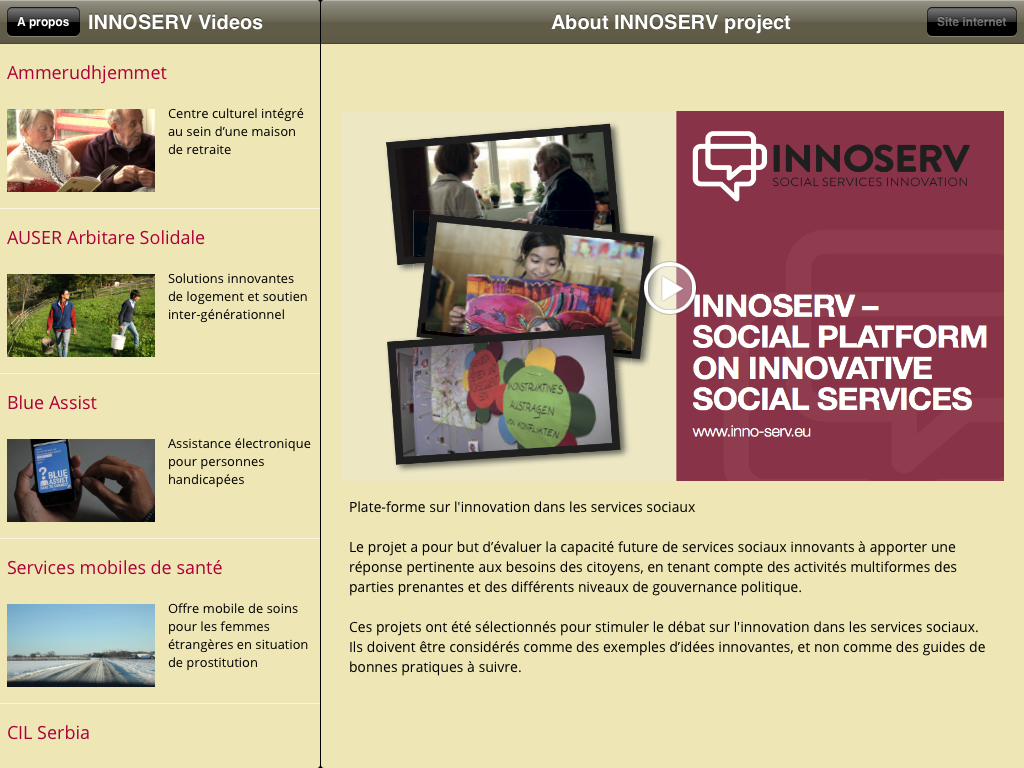 A propos
INNOSERV Videos
About INNOSERV project
Site internet
Ammerudhjemmet
Centre culturel intégré
au sein d’une maison
de retraite
AUSER Arbitare Solidale
Solutions innovantes
de logement et soutien
inter-générationnel
Blue Assist
?
BLUE
ASSIST
Assistance électronique
pour personnes
handicapées
Services mobiles de santé
Offre mobile de soins
pour les femmes
étrangères en situation
de prostitution
CIL Serbia
KONSTRUKTIVES
AUSTRAGEN
VON KONFLIKTEN
INNOSERV
SOCIAL SERVICES INNOVATION
INNOSERV –
SOCIAL PLATFORM
ON INNOVATIVE
SOCIAL SERVICES
www.inno-serv.eu
Plate-forme sur l'innovation dans les services sociaux
Le projet a pour but d’évaluer la capacité future de services sociaux innovants à apporter une
réponse pertinente aux besoins des citoyens, en tenant compte des activités multiformes des
parties prenantes et des différents niveaux de gouvernance politique.
Ces projets ont été sélectionnés pour stimuler le débat sur l'innovation dans les services sociaux.
Ils doivent être considérés comme des exemples d’idées innovantes, et non comme des guides de
bonnes pratiques à suivre.